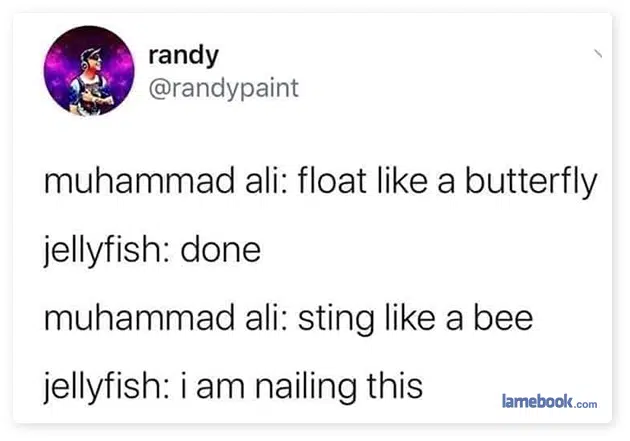 randy
@randypaint
muhammad ali: float like a butterfly
jellyfish: done
muhammad ali: sting like a bee
jellyfish: i am nailing this
lamebook.com